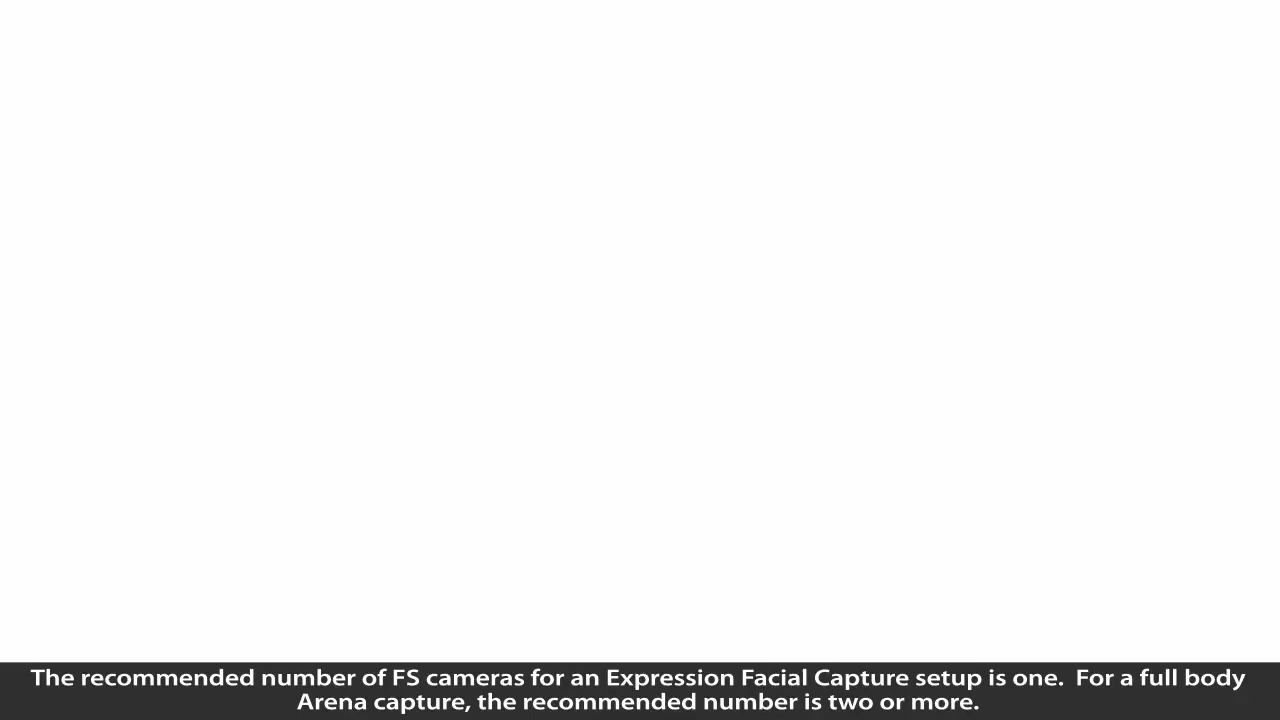 The recommended number of FS cameras for an Expression Facial Capture setup is one.  For a full body
Arena capture, the recommended number is two or more.